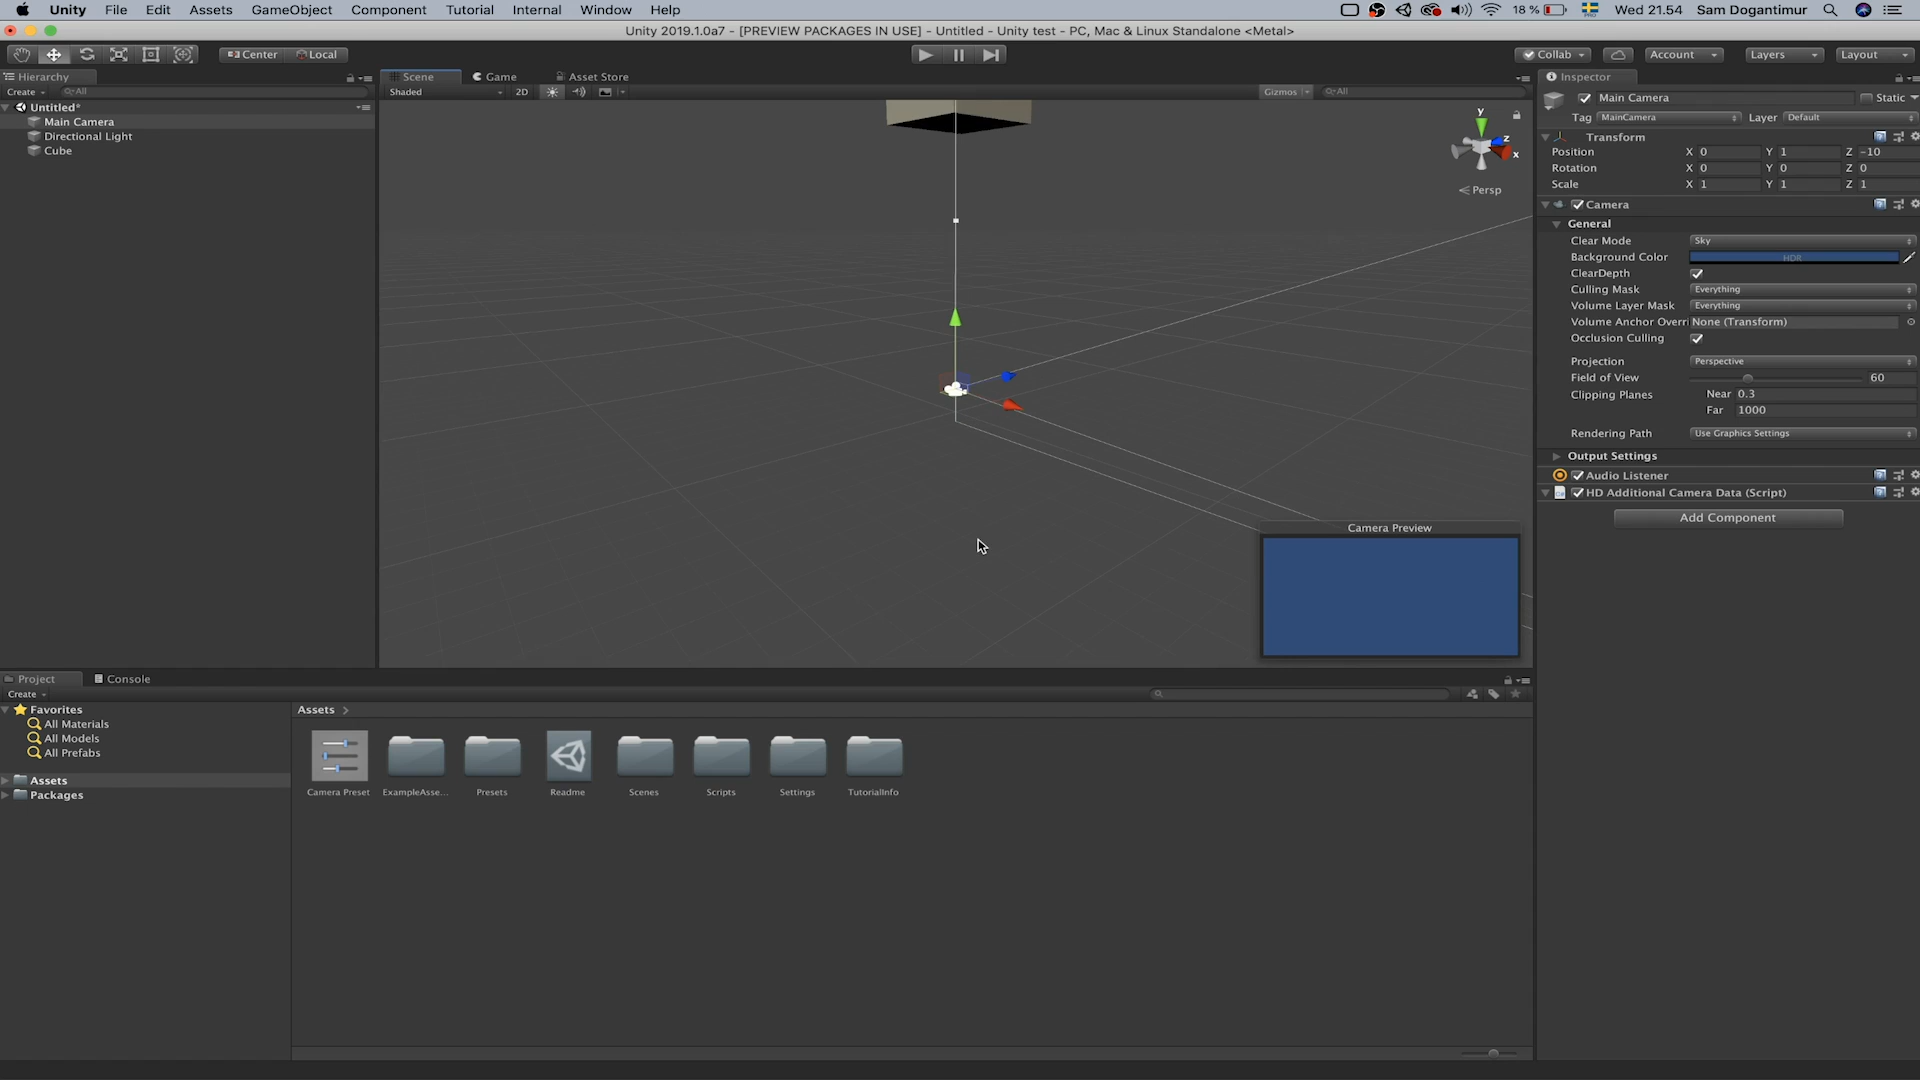 Unity File Edit Assets GameObject Component Tutorial Internal Window Help 18 % Wed 21.54 Sam Dogantimur
Unity 2019.1.0a7 - [PREVIEW PACKAGES IN USE] - Untitled - Unity test - PC, Mac & Linux Standalone <Metal>
Center Local Collab Account Layers Layout
Hierarchy
Create All
Untitled*
Main Camera
Directional Light
Cube
Scene Game Asset Store
Shaded 2D Gizmos All
y
z
x
Persp
Camera Preview
Inspector
Main Camera Static
Tag MainCamera Layer Default
Transform
Position X 0 Y 1 Z -10
Rotation X 0 Y 0 Z 0
Scale X 1 Y 1 Z 1
Camera
General
Clear Mode Sky
Background Color HDR
ClearDepth
Culling Mask Everything
Volume Layer Mask Everything
Volume Anchor Overri None (Transform)
Occlusion Culling
Projection Perspective
Field of View 60
Clipping Planes Near 0.3
Far 1000
Rendering Path Use Graphics Settings
Output Settings
Audio Listener
HD Additional Camera Data (Script)
Add Component
Project Console
Create
Favorites
All Materials
All Models
All Prefabs
Assets
Packages
Assets
Camera Preset ExampleAsse... Presets Readme Scenes Scripts Settings TutorialInfo